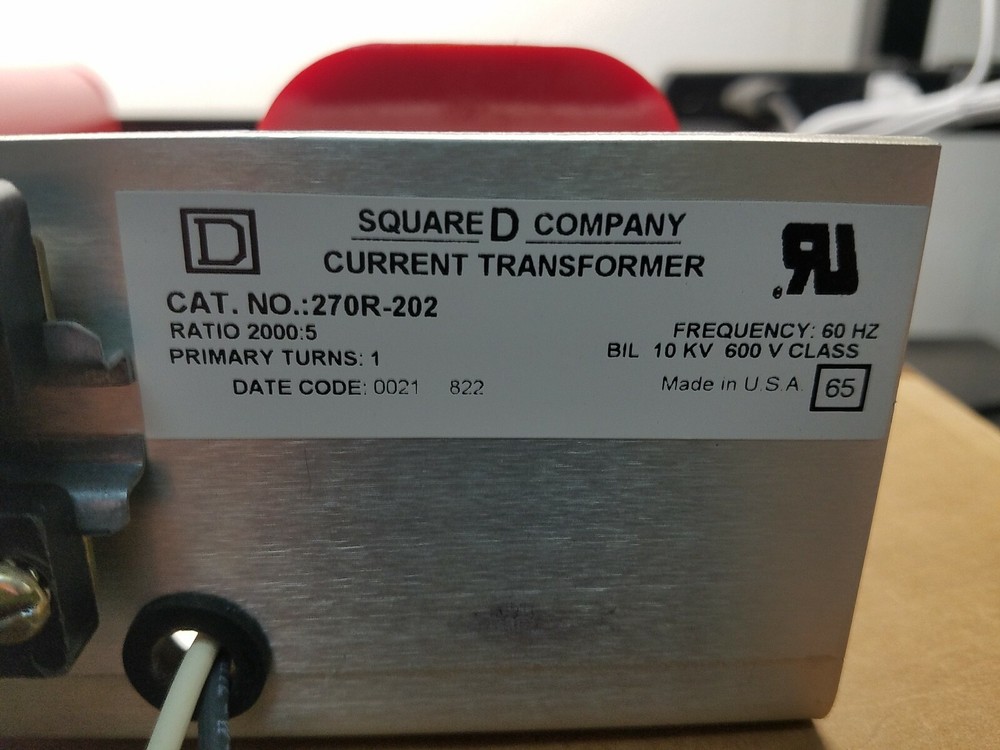 D
SQUARE D COMPANY
CURRENT TRANSFORMER
RU
®
CAT. NO.:270R-202
RATIO 2000:5
FREQUENCY: 60 HZ
PRIMARY TURNS: 1
BIL 10 KV 600 V CLASS
DATE CODE: 0021 822
Made in U.S.A. 65